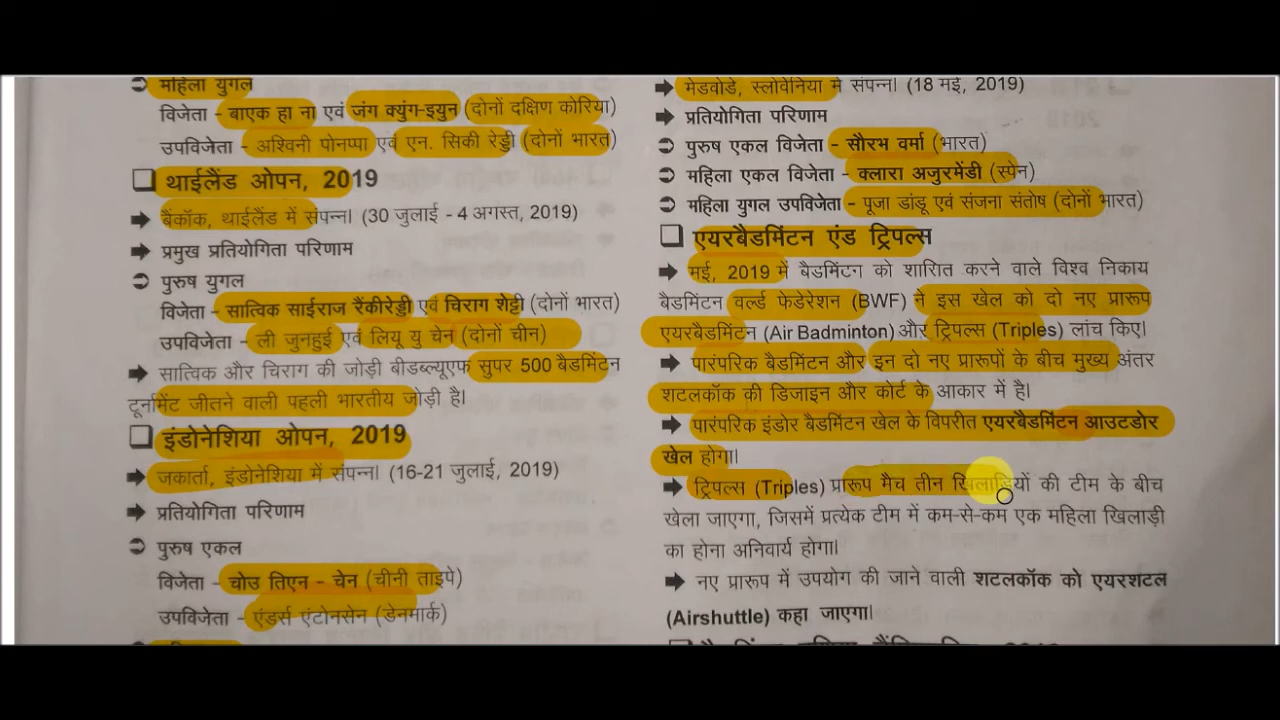 ➲ महिला युगल
विजेता - बाएक हा ना एवं जंग क्युंग-इयुन (दोनों दक्षिण कोरिया)
उपविजेता - अश्विनी पोनप्पा एवं एन. सिकी रेड्डी (दोनों भारत)
❑ थाईलैंड ओपन, 2019
➡ बैंकॉक, थाईलैंड में संपन्न। (30 जुलाई - 4 अगस्त, 2019)
➡ प्रमुख प्रतियोगिता परिणाम
➲ पुरुष युगल
विजेता - सात्विक साईराज रैंकीरेड्डी एवं चिराग शेट्टी (दोनों भारत)
उपविजेता - ली जुनहुई एवं लियू यु चेन (दोनों चीन)
➡ सात्विक और चिराग की जोड़ी बीडब्ल्यूएफ सुपर 500 बैडमिंटन
टूर्नामेंट जीतने वाली पहली भारतीय जोड़ी है।
❑ इंडोनेशिया ओपन, 2019
➡ जकार्ता, इंडोनेशिया में संपन्न। (16-21 जुलाई, 2019)
➡ प्रतियोगिता परिणाम
➲ पुरुष एकल
विजेता - चोउ तिएन - चेन (चीनी ताइपे)
उपविजेता - एंडर्स एंटोनसेन (डेनमार्क)
➡ मेडवोडे, स्लोवेनिया मे संपन्न। (18 मई, 2019)
➡ प्रतियोगिता परिणाम
➲ पुरुष एकल विजेता - सौरभ वर्मा (भारत)
➲ महिला एकल विजेता - क्लारा अजुरमेंडी (स्पेन)
➲ महिला युगल उपविजेता - पूजा डांडू एवं संजना संतोष (दोनों भारत)
❑ एयरबैडमिंटन एंड ट्रिपल्स
➡ मई, 2019 में बैडमिंटन को शासित करने वाले विश्व निकाय
बैडमिंटन वर्ल्ड फेडेरेशन (BWF) ने इस खेल को दो नए प्रारूप
एयरबैडमिंटन (Air Badminton) और ट्रिपल्स (Triples) लांच किए।
➡ पारंपरिक बैडमिंटन और इन दो नए प्रारूपों के बीच मुख्य अंतर
शटलकॉक की डिजाइन और कोर्ट के आकार में है।
➡ पारंपरिक इंडोर बैडमिंटन खेल के विपरीत एयरबैडमिंटन आउटडोर
खेल होगा।
➡ ट्रिपल्स (Triples) प्रारूप मैच तीन खिलाड़ियों की टीम के बीच
खेला जाएगा, जिसमें प्रत्येक टीम में कम-से-कम एक महिला खिलाड़ी
का होना अनिवार्य होगा।
➡ नए प्रारूप में उपयोग की जाने वाली शटलकॉक को एयरशटल
(Airshuttle) कहा जाएगा।